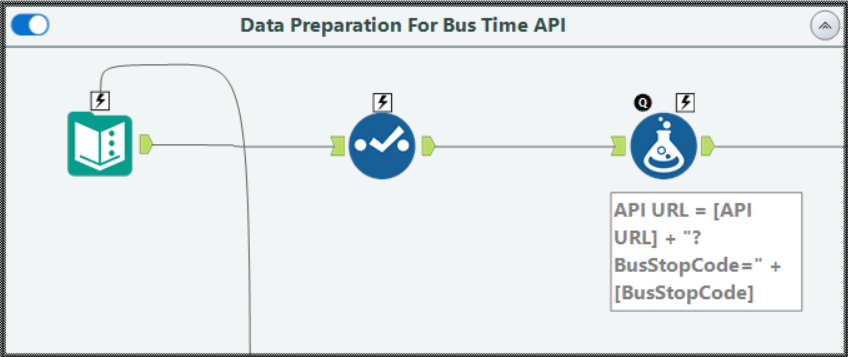 Data Preparation For Bus Time API
Q
API URL = [API
URL] + "?
BusStopCode=" +
[BusStopCode]